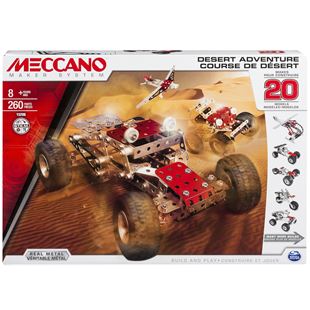 MECCANO
MAKER SYSTEM
DESERT ADVENTURE
COURSE DE DÉSERT
8
260
20
MODELS
REAL METAL
VÉRITABLE MÉTAL
BUILD AND PLAY • CONSTRUIRE ET JOUER